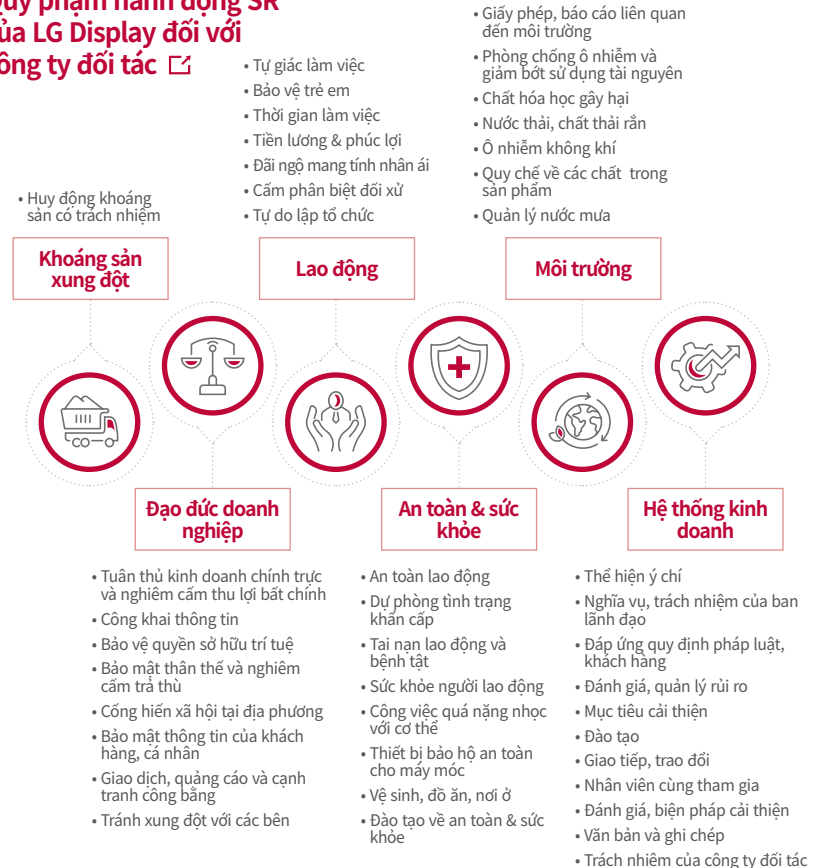 Quy phạm hành động SR
của LG Display đối với
công ty đối tác
• Huy động khoáng
sản có trách nhiệm
Khoáng sản
xung đột
• Tự giác làm việc
• Bảo vệ trẻ em
• Thời gian làm việc
• Tiền lương & phúc lợi
• Đãi ngộ mang tính nhân ái
• Cấm phân biệt đối xử
• Tự do lập tổ chức
Lao động
• Giấy phép, báo cáo liên quan
đến môi trường
• Phòng chống ô nhiễm và
giảm bớt sử dụng tài nguyên
• Chất hóa học gây hại
• Nước thải, chất thải rắn
• Ô nhiễm không khí
• Quy chế về các chất trong
sản phẩm
• Quản lý nước mưa
Môi trường
Đạo đức doanh
nghiệp
• Tuân thủ kinh doanh chính trực
và nghiêm cấm thu lợi bất chính
• Công khai thông tin
• Bảo vệ quyền sở hữu trí tuệ
• Bảo mật thân thế và nghiêm
cấm trả thù
• Cống hiến xã hội tại địa phương
• Bảo mật thông tin của khách
hàng, cá nhân
• Giao dịch, quảng cáo và cạnh
tranh công bằng
• Tránh xung đột với các bên
An toàn & sức
khỏe
• An toàn lao động
• Dự phòng tình trạng
khẩn cấp
• Tai nạn lao động và
bệnh tật
• Sức khỏe người lao động
• Công việc quá nặng nhọc
với cơ thể
• Thiết bị bảo hộ an toàn
cho máy móc
• Vệ sinh, đồ ăn, nơi ở
• Đào tạo về an toàn & sức
khỏe
Hệ thống kinh
doanh
• Thể hiện ý chí
• Nghĩa vụ, trách nhiệm của ban
lãnh đạo
• Đáp ứng quy định pháp luật,
khách hàng
• Đánh giá, quản lý rủi ro
• Mục tiêu cải thiện
• Đào tạo
• Giao tiếp, trao đổi
• Nhân viên cùng tham gia
• Đánh giá, biện pháp cải thiện
• Văn bản và ghi chép
• Trách nhiệm của công ty đối tác